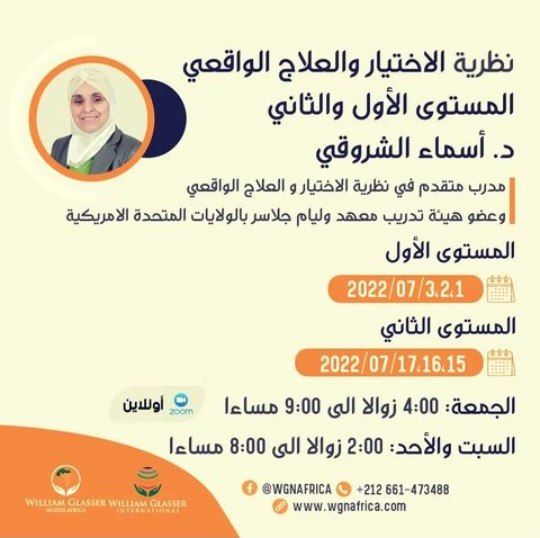 نظرية الاختيار والعلاج الواقعي
المستوى الأول والثاني
د. أسماء الشروقي
مدرب متقدم في نظرية الاختيار و العلاج الواقعي
وعضو هيئة تدريب معهد وليام جلاسر بالولايات المتحدة الامريكية
المستوى الأول
2022/07/3،2،1
المستوى الثاني
2022/07/17،16،15
الجمعة: 4:00 زوالا الى 9:00 مساءا
zoom أونلاين
السبت والأحد: 2:00 زوالا الى 8:00 مساءا
@WGNAFRICA +212 661-473488
www.wgnafrica.com
WILLIAM GLASSER
NORTH AFRICA
WILLIAM GLASSER
INTERNATIONAL